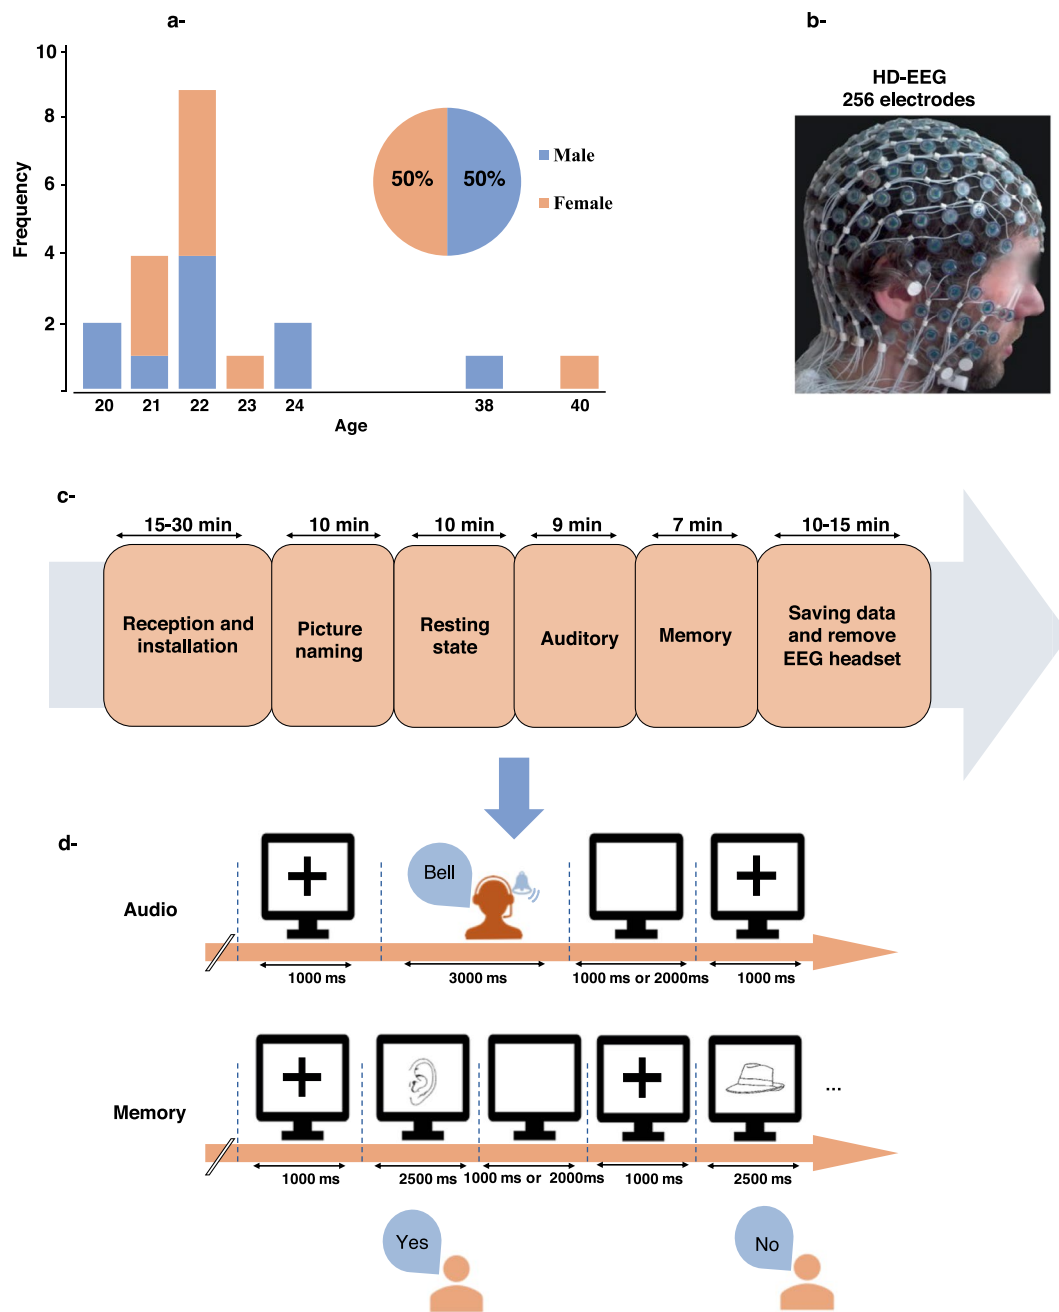 a-
10
8
6
4
2
Frequency
20 21 22 23 24 38 40
Age
50% 50%
Male
Female
b-
HD-EEG
256 electrodes
c-
15-30 min 10 min 10 min 9 min 7 min 10-15 min
Reception and
installation
Picture
naming
Resting
state
Auditory
Memory
Saving data
and remove
EEG headset
d-
Audio
Bell
1000 ms 3000 ms 1000 ms or 2000ms 1000 ms
Memory
...
1000 ms 2500 ms 1000 ms or 2000ms 1000 ms 2500 ms
Yes
No